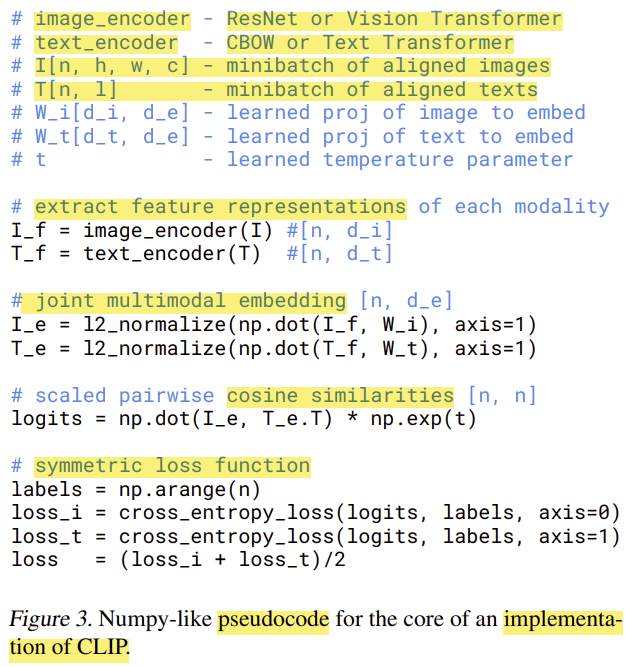 # image_encoder - ResNet or Vision Transformer
# text_encoder  - CBOW or Text Transformer
# I[n, h, w, c] - minibatch of aligned images
# T[n, l]       - minibatch of aligned texts
# W_i[d_i, d_e] - learned proj of image to embed
# W_t[d_t, d_e] - learned proj of text to embed
# t             - learned temperature parameter
# extract feature representations of each modality
I_f = image_encoder(I) #[n, d_i]
T_f = text_encoder(T)  #[n, d_t]
# joint multimodal embedding [n, d_e]
I_e = l2_normalize(np.dot(I_f, W_i), axis=1)
T_e = l2_normalize(np.dot(T_f, W_t), axis=1)
# scaled pairwise cosine similarities [n, n]
logits = np.dot(I_e, T_e.T) * np.exp(t)
# symmetric loss function
labels = np.arange(n)
loss_i = cross_entropy_loss(logits, labels, axis=0)
loss_t = cross_entropy_loss(logits, labels, axis=1)
loss   = (loss_i + loss_t)/2
Figure 3. Numpy-like pseudocode for the core of an implementa-
tion of CLIP.